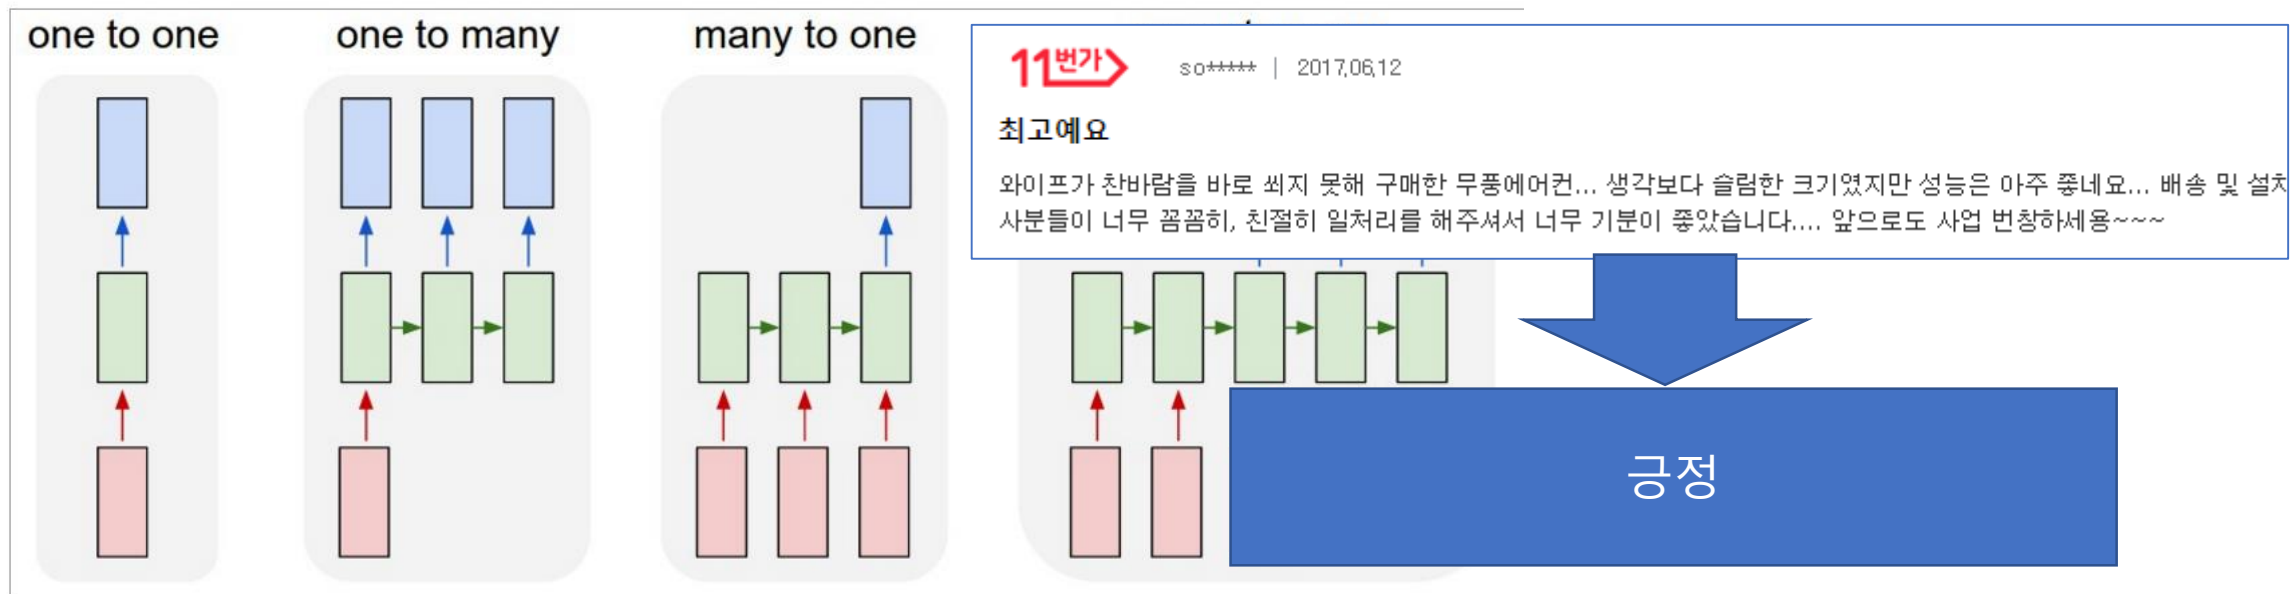 one to one
one to many
many to one
11번가
so***** | 2017.06.12
최고예요
와이프가 찬바람을 바로 쐬지 못해 구매한 무풍에어컨... 생각보다 슬림한 크기였지만 성능은 아주 좋네요... 배송 및 설치
사분들이 너무 꼼꼼히, 친절히 일처리를 해주셔서 너무 기분이 좋았습니다.... 앞으로도 사업 번창하세용~~~
긍정